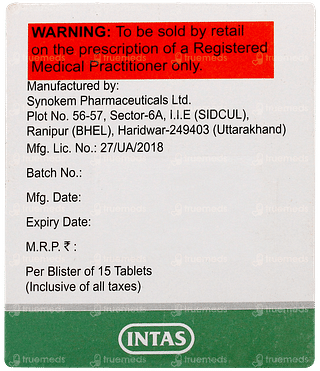 WARNING: To be sold by retail
on the prescription of a Registered
Medical Practitioner only.
Manufactured by:
Synokem Pharmaceuticals Ltd.
Plot No. 56-57, Sector-6A, I.I.E (SIDCUL),
Ranipur (BHEL), Haridwar-249403 (Uttarakhand)
Mfg. Lic. No.: 27/UA/2018
Batch No.:
Mfg. Date:
Expiry Date:
M.R.P. ₹ :
Per Blister of 15 Tablets
(Inclusive of all taxes)
INTAS
truemeds